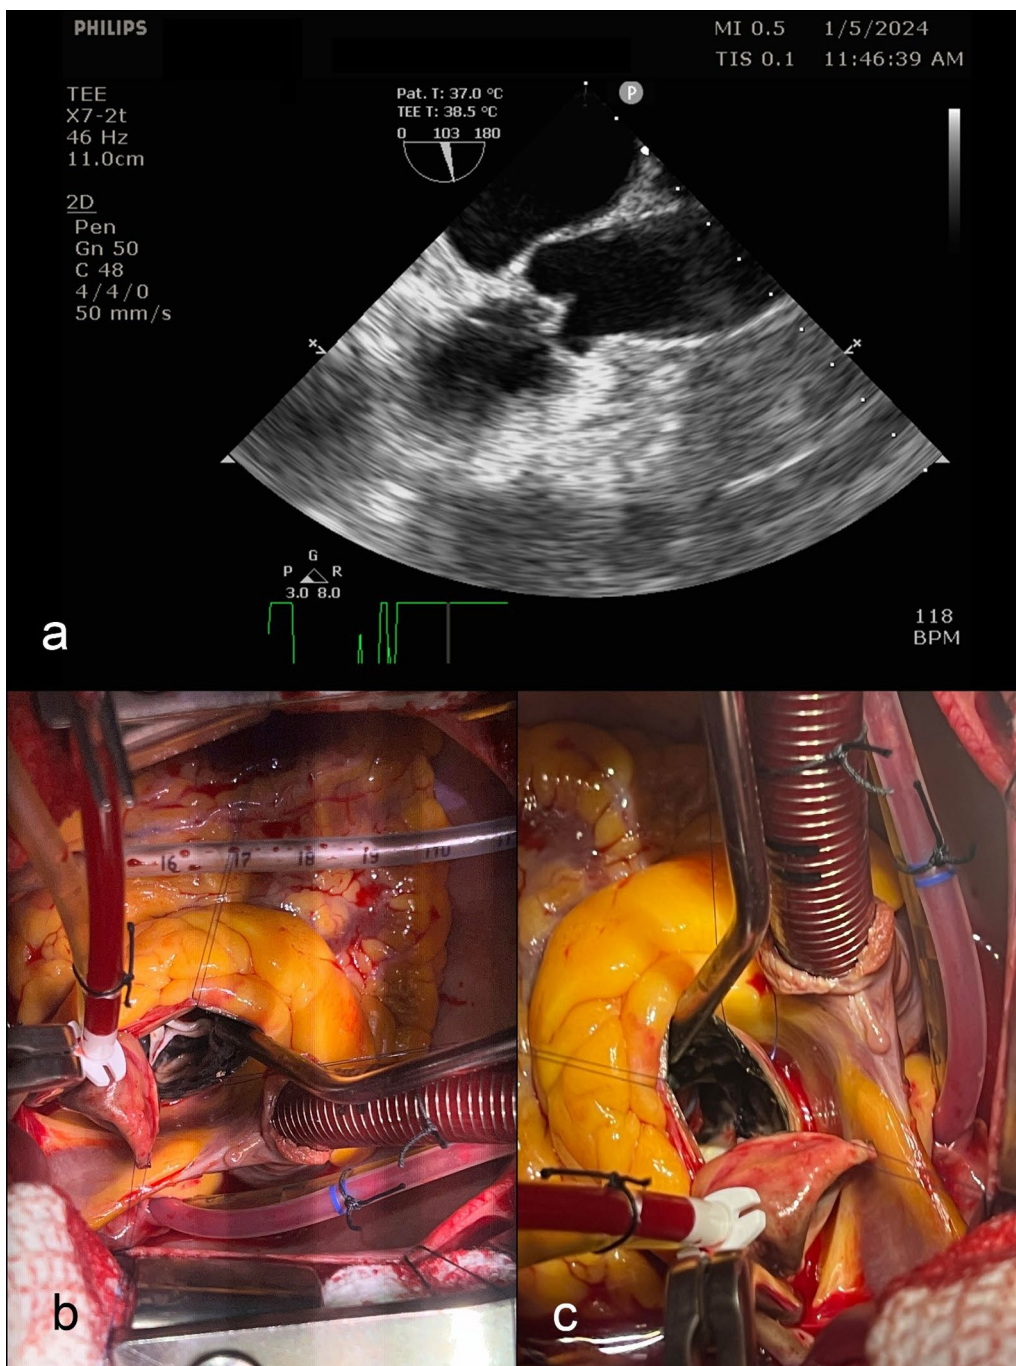 PHILIPS
MI 0.5 1/5/2024
TIS 0.1 11:46:39 AM
TEE
X7-2t
46 Hz
11.0cm
2D
Pen
Gn 50
C 48
4/4/0
50 mm/s
Pat. T: 37.0 °C
TEE T: 38.5 °C
0 103 180
P
G
P R
3.0 8.0
118
BPM
a
16 17 18 19
b
c